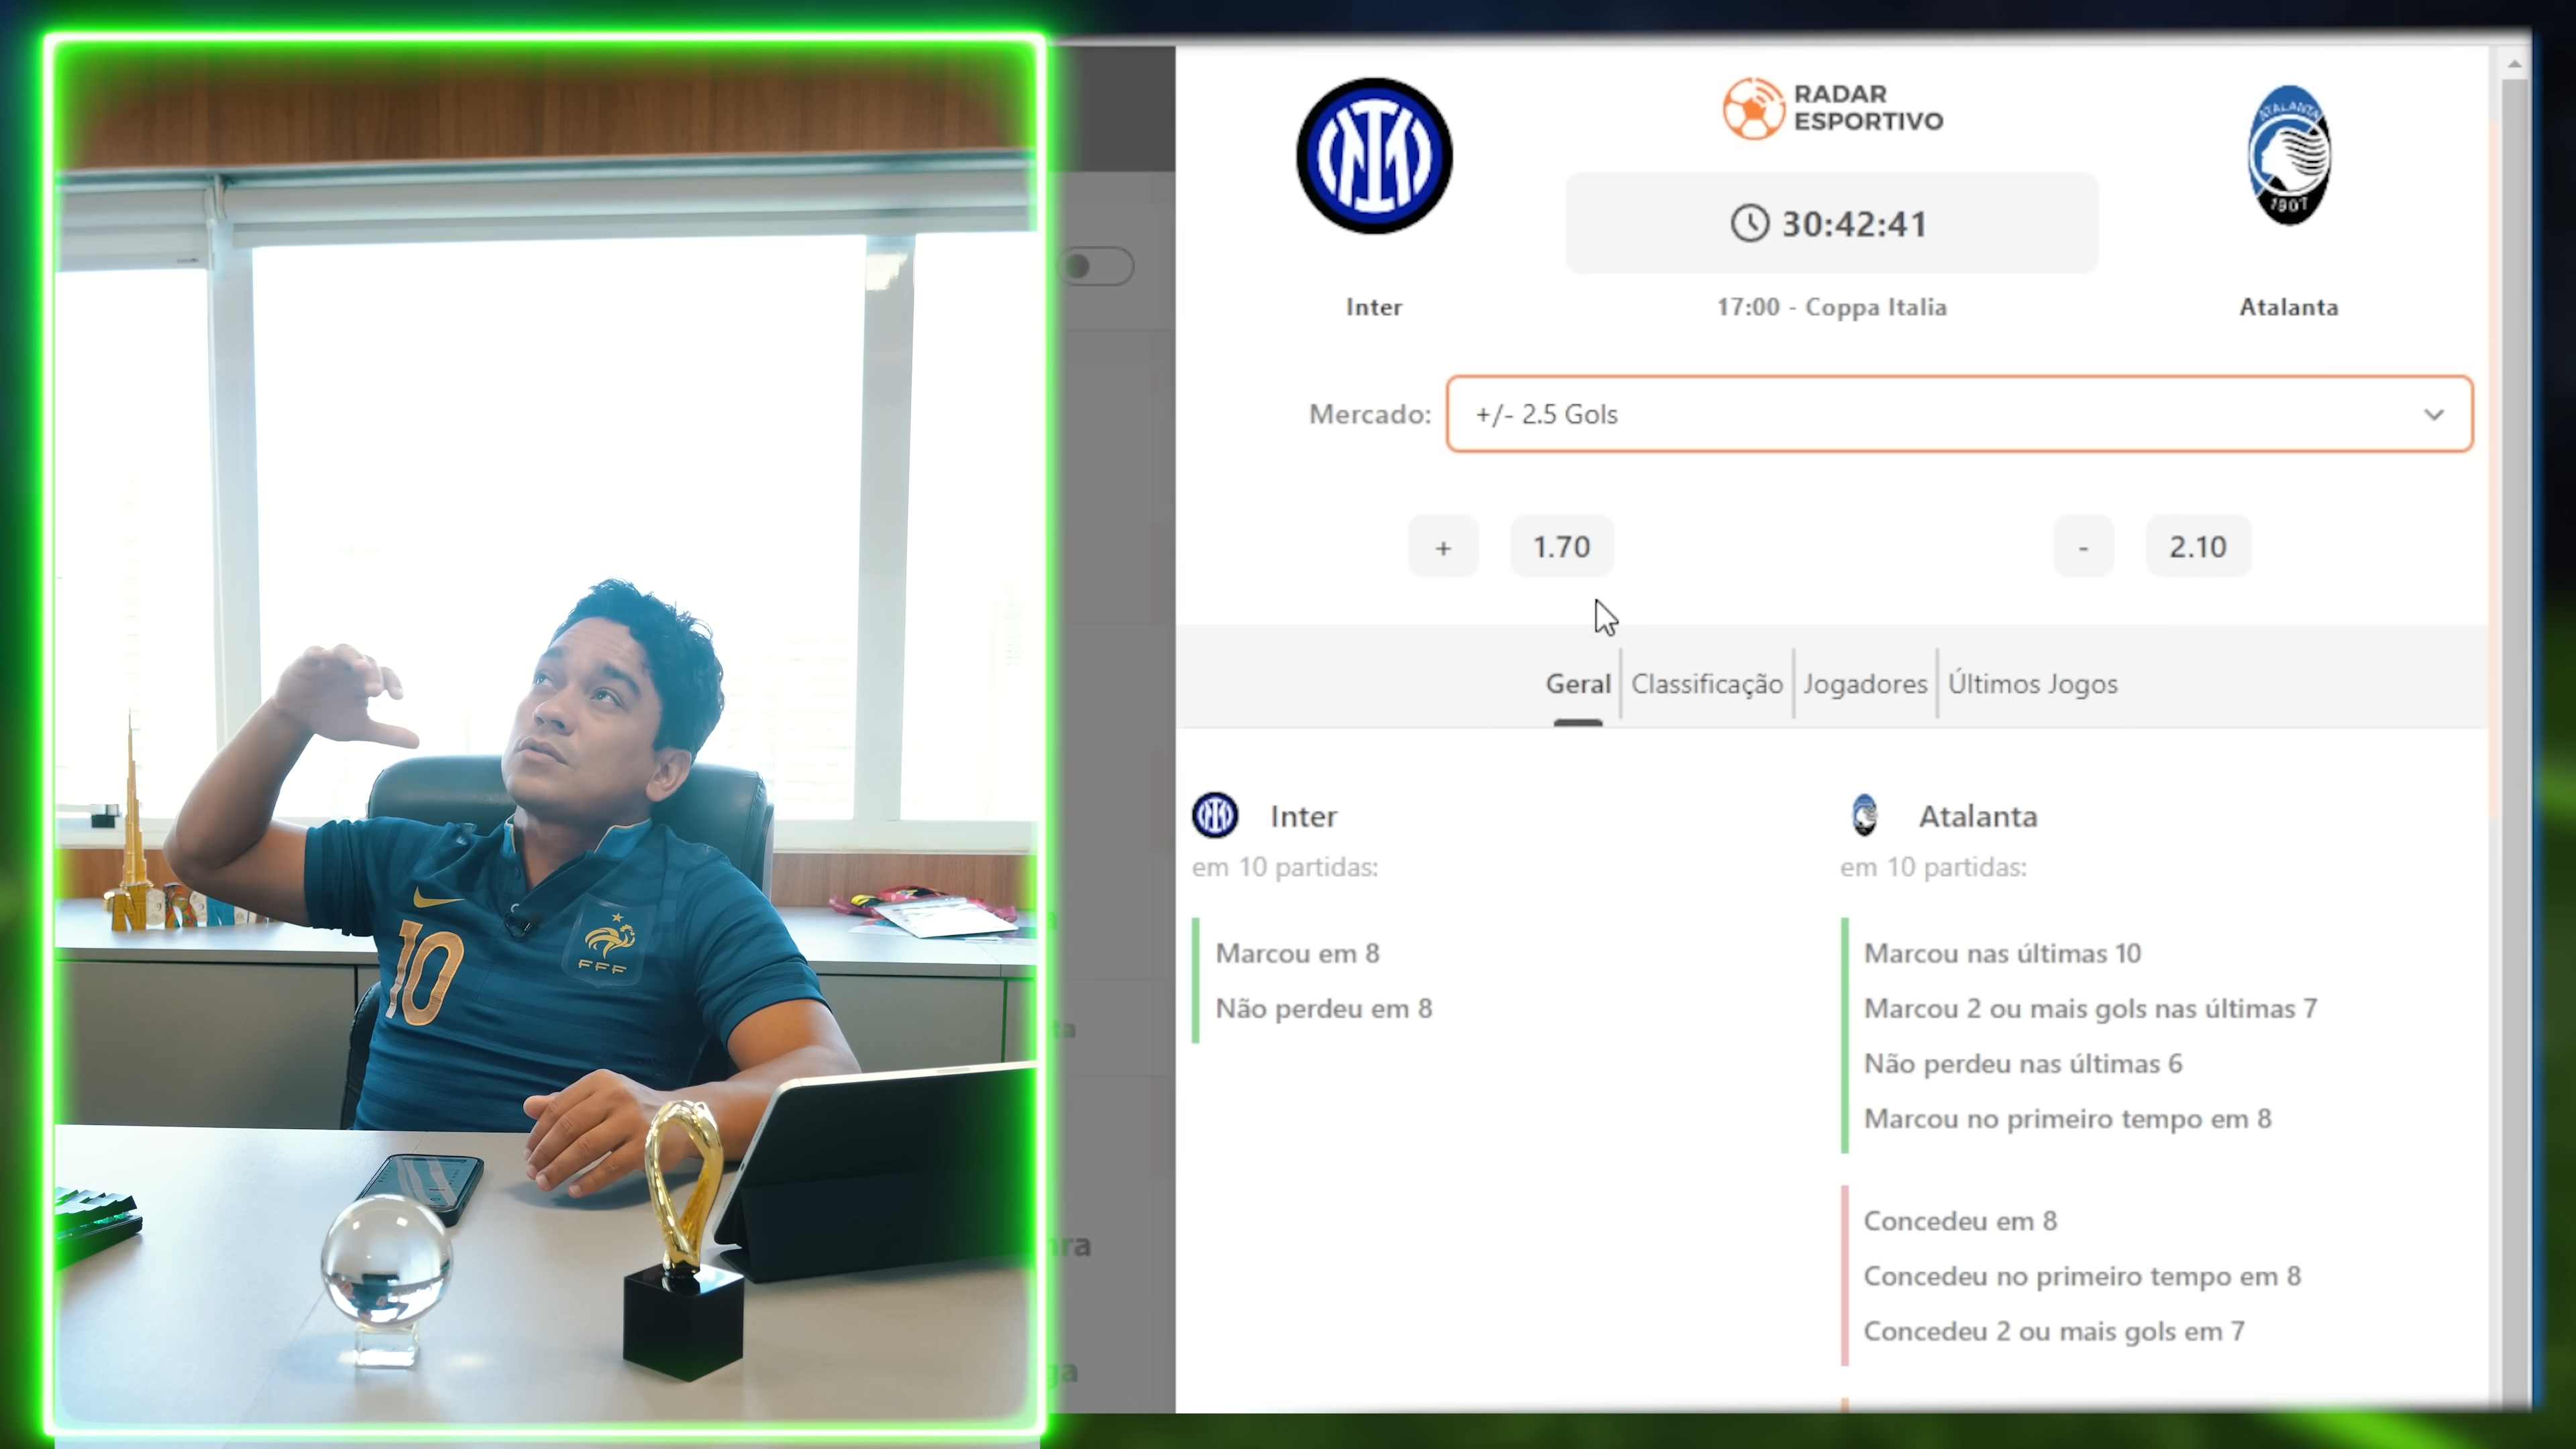 RADAR
ESPORTIVO
ATALANTA
1907
30:42:41
Inter
17:00 - Coppa Italia
Atalanta
Mercado:
+/- 2.5 Gols
+
1.70
-
2.10
Geral
Classificação
Jogadores
Últimos Jogos
Inter
em 10 partidas:
Marcou em 8
Não perdeu em 8
Atalanta
em 10 partidas:
Marcou nas últimas 10
Marcou 2 ou mais gols nas últimas 7
Não perdeu nas últimas 6
Marcou no primeiro tempo em 8
Concedeu em 8
Concedeu no primeiro tempo em 8
Concedeu 2 ou mais gols em 7
10
FFF